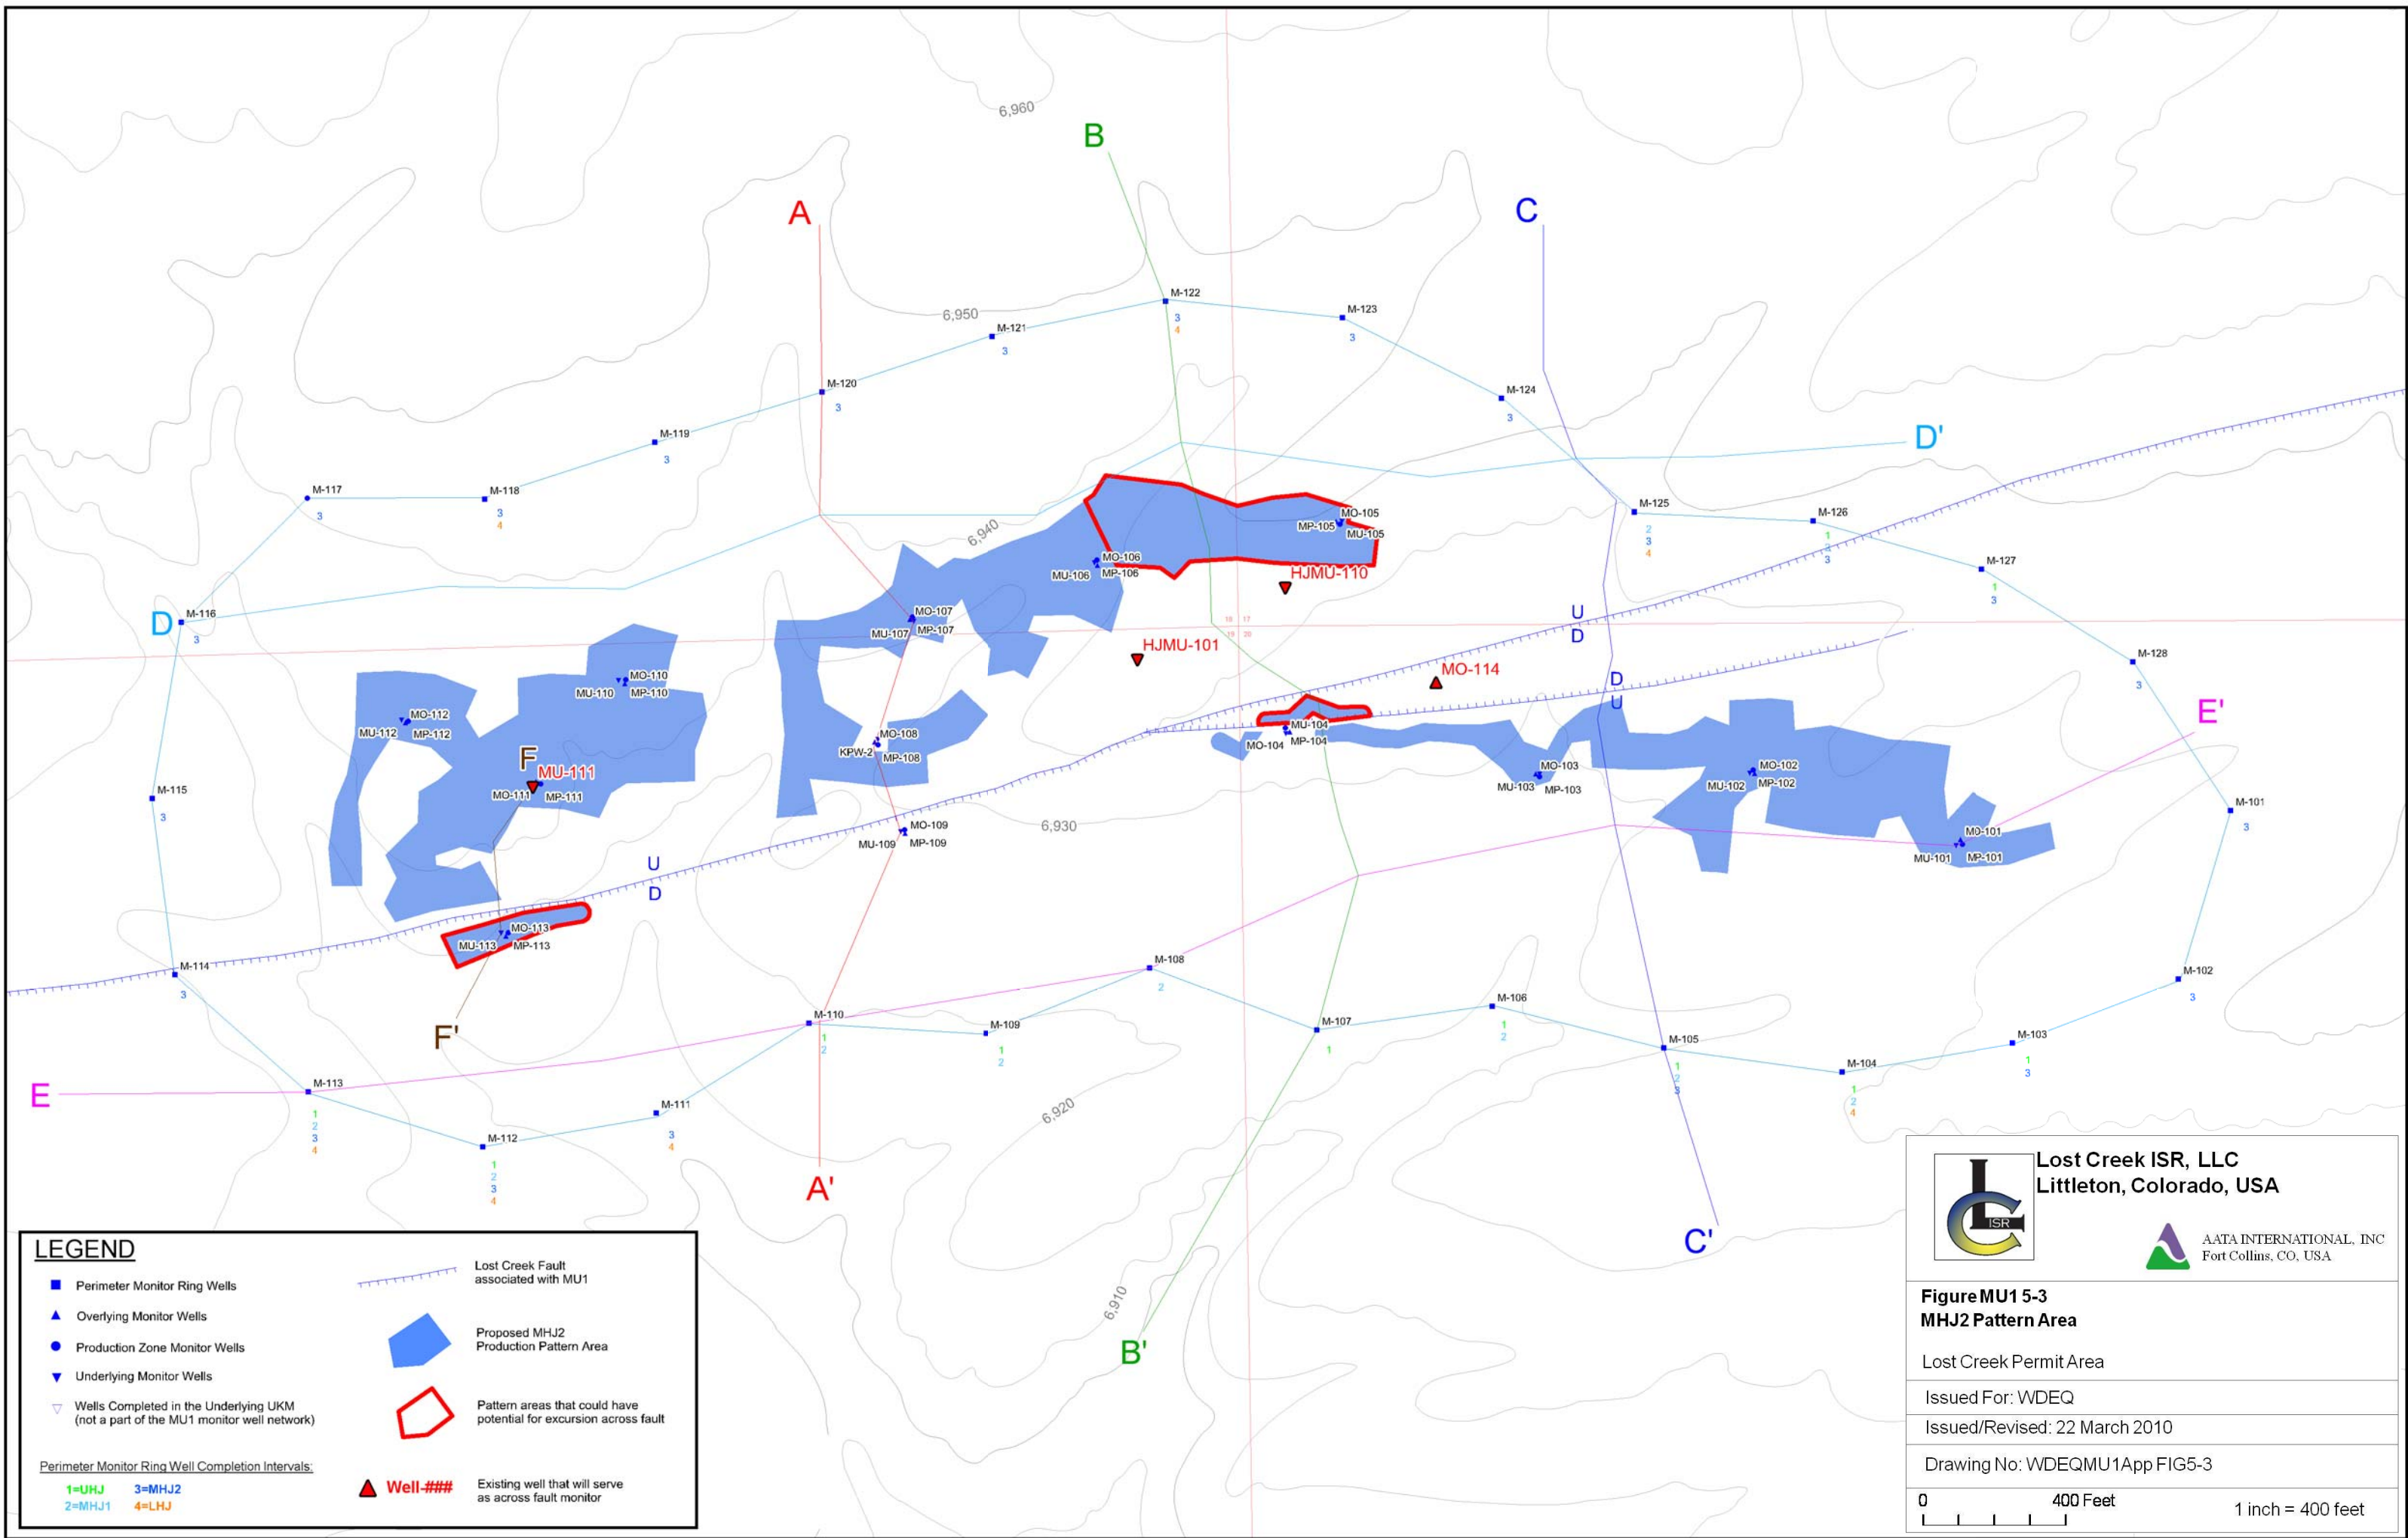 6,960
B
A
C
M-122
3
4
M-123
3
6,950
M-121
3
M-120
3
M-124
3
M-119
3
D'
M-117
3
M-118
3
4
M-125
2
3
4
M-126
1
2
3
MO-105
MP-105
MU-105
6,940
MO-106
MU-106
MP-106
HJMU-110
M-127
1
3
D
M-116
3
MO-107
MU-107
MP-107
U
D
18 17
19 20
HJMU-101
M-128
3
MO-114
D
U
MO-110
MU-110
MP-110
E'
MO-112
MU-112
MP-112
MU-104
MO-104
MP-104
MO-108
KPW-2
MP-108
F
MU-111
MO-111
MP-111
MO-103
MU-103
MP-103
MO-102
MU-102
MP-102
M-115
3
M-101
3
MO-109
MU-109
MP-109
6,930
MO-101
MU-101
MP-101
U
D
MO-113
MU-113
MP-113
M-114
3
M-108
2
M-102
3
F'
M-110
1
2
M-109
1
2
M-107
1
M-106
1
2
M-105
1
2
3
M-103
1
3
M-104
1
2
4
E
M-113
1
2
3
4
M-111
3
4
6,920
M-112
1
2
3
4
A'
C'
6,910
B'
LEGEND
Perimeter Monitor Ring Wells
Overlying Monitor Wells
Production Zone Monitor Wells
Underlying Monitor Wells
Wells Completed in the Underlying UKM
(not a part of the MU1 monitor well network)
Perimeter Monitor Ring Well Completion Intervals:
1=UHJ 3=MHJ2
2=MHJ1 4=LHJ
Lost Creek Fault
associated with MU1
Proposed MHJ2
Production Pattern Area
Pattern areas that could have
potential for excursion across fault
Well-### Existing well that will serve
as across fault monitor
LC ISR
Lost Creek ISR, LLC
Littleton, Colorado, USA
AATA INTERNATIONAL, INC
Fort Collins, CO, USA
Figure MU1 5-3
MHJ2 Pattern Area
Lost Creek Permit Area
Issued For: WDEQ
Issued/Revised: 22 March 2010
Drawing No: WDEQMU1App FIG5-3
0 400 Feet
1 inch = 400 feet